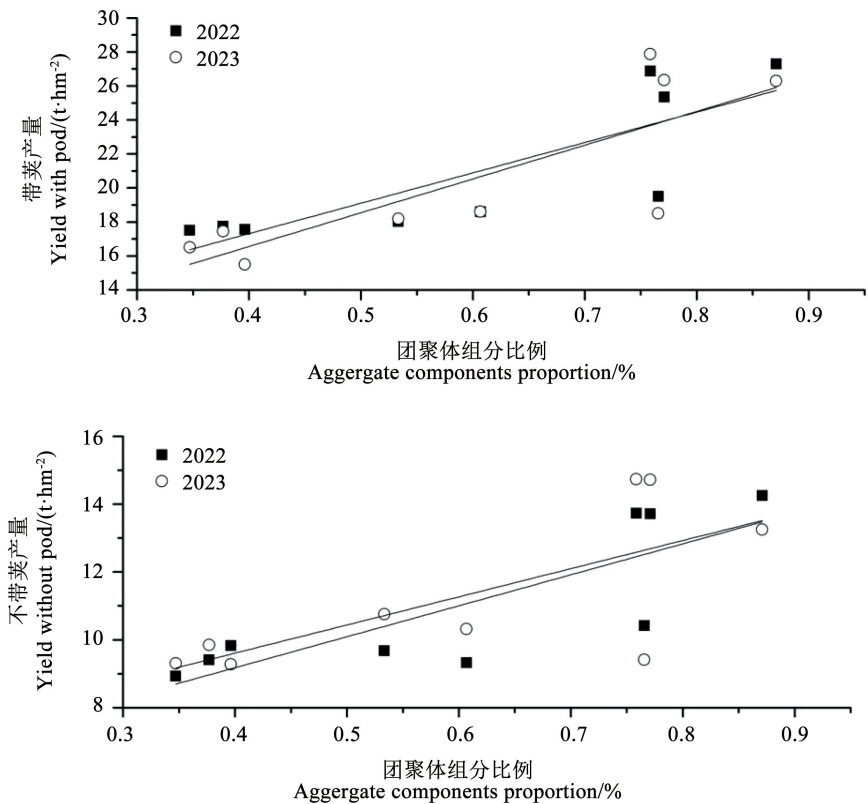 30
28
26
24
22
20
18
16
14
2022
2023
带荚产量
Yield with pod/(t·hm⁻²)
0.3 0.4 0.5 0.6 0.7 0.8 0.9
团聚体组分比例
Aggergate components proportion/%
16
14
12
10
8
2022
2023
不带荚产量
Yield without pod/(t·hm⁻²)
0.3 0.4 0.5 0.6 0.7 0.8 0.9
团聚体组分比例
Aggergate components proportion/%